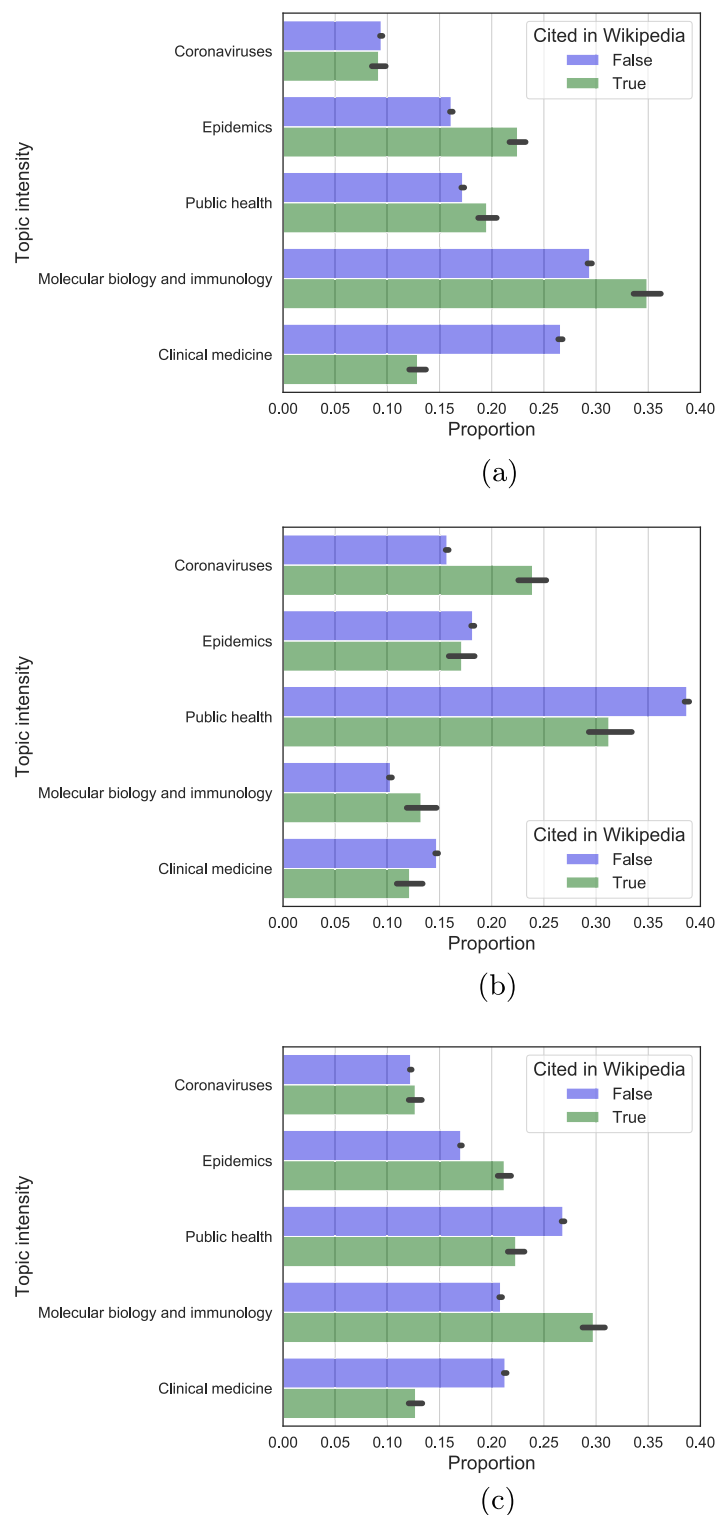 Cited in Wikipedia
False
True
Topic intensity
Coronaviruses
Epidemics
Public health
Molecular biology and immunology
Clinical medicine
0.00 0.05 0.10 0.15 0.20 0.25 0.30 0.35 0.40
Proportion
(a)
Topic intensity
Coronaviruses
Epidemics
Public health
Molecular biology and immunology
Clinical medicine
Cited in Wikipedia
False
True
0.00 0.05 0.10 0.15 0.20 0.25 0.30 0.35 0.40
Proportion
(b)
Cited in Wikipedia
False
True
Topic intensity
Coronaviruses
Epidemics
Public health
Molecular biology and immunology
Clinical medicine
0.00 0.05 0.10 0.15 0.20 0.25 0.30 0.35 0.40
Proportion
(c)